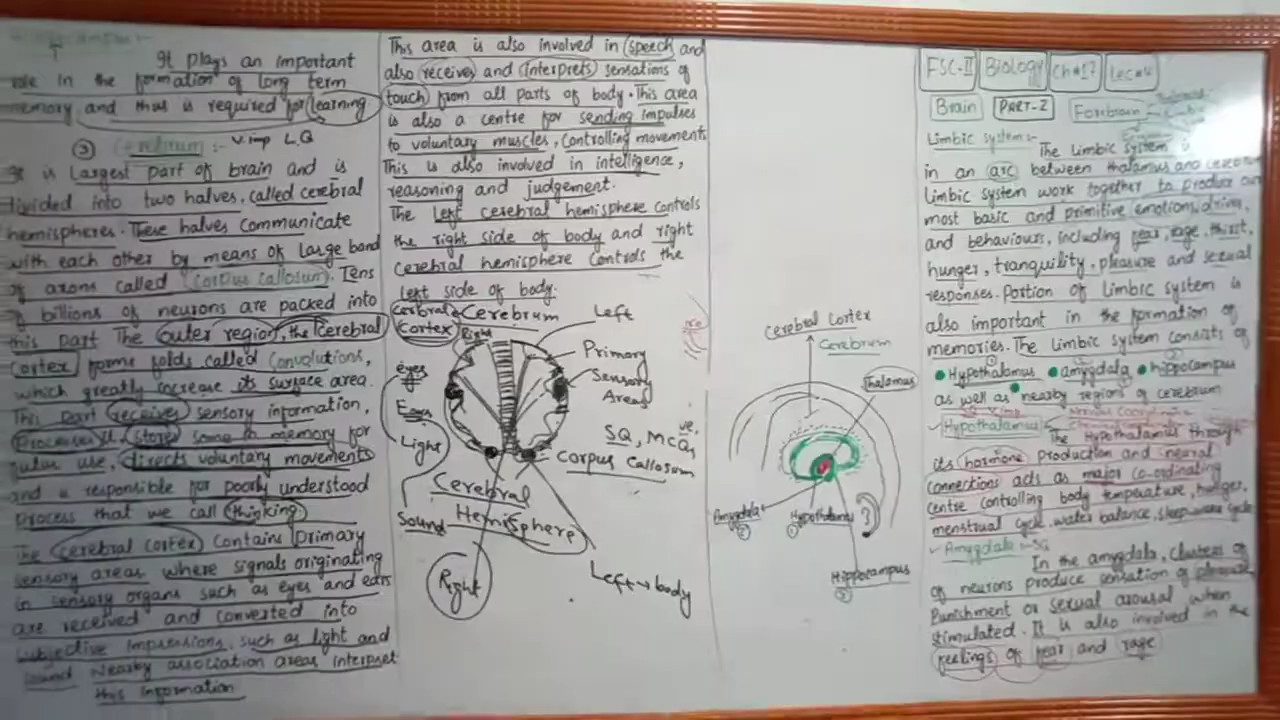 It plays an important
role in the formation of long term
memory and thus is required for learning
③ Cerebrum :- v.imp L.Q
It is Largest part of brain and is
divided into two halves, called cerebral
hemispheres. These halves communicate
with each other by means of Large band
of axons called corpus callosum. Tens
of billions of neurons are packed into
this part The outer region, the cerebral
Cortex forms folds called Convolutions,
which greatly increase its surface area.
This part receives sensory information,
Processes it, stores some in memory for
future use, directs voluntary movements
and is responsible for poorly understood
process that we call thinking.
The cerebral cortex contains Primary
sensory areas where signals originating
in sensory organs such as eyes and ears
are received and converted into
subjective impressions, such as light and
sound Nearby association areas interpret
this information
This area is also involved in speech and
also receives and interprets sensations of
touch from all parts of body. This area
is also a centre for sending impulses
to voluntary muscles, controlling movements
This is also involved in intelligence,
reasoning and judgement.
The Left cerebral hemisphere controls
the right side of body and right
cerebral hemisphere controls the
left side of body.
Cerebral Cerebrum
Cortex
Right
Left
Primary
Sensory
Areas
eyes
Ears
Light
SQ, MCQs
Corpus Callosum
Cerebral
Hemisphere
Sound
Right
Left → body
Cerebral Cortex
Cerebrum
Thalamus
Amygdala
Hypothalamus
Hippocampus
FSC-II Biology Ch#17 Lec#4
Brain PART-2 Forebrain
Limbic system:- The Limbic system is
in an arc between thalamus and cerebrum
Limbic system work together to produce our
most basic and primitive emotions, drives,
and behaviours, including fear, rage, thirst,
hunger, tranquility, pleasure and sexual
responses. Portion of Limbic system is
also important in the formation of
memories. The Limbic system consists of
① Hypothalamus ② amygdala ③ hippocampus
as well as nearby regions of cerebrum
Hypothalamus The Hypothalamus through
its hormone production and neural
connections acts as major co-ordinating
centre controlling body temperature, hunger,
menstrual cycle, water balance, sleep wake cycle
Amygdala :- SQ
In the amygdala, clusters of
of neurons produce sensation of pleasure,
Punishment or sexual arousal when
stimulated. It is also involved in the
feelings of fear and rage